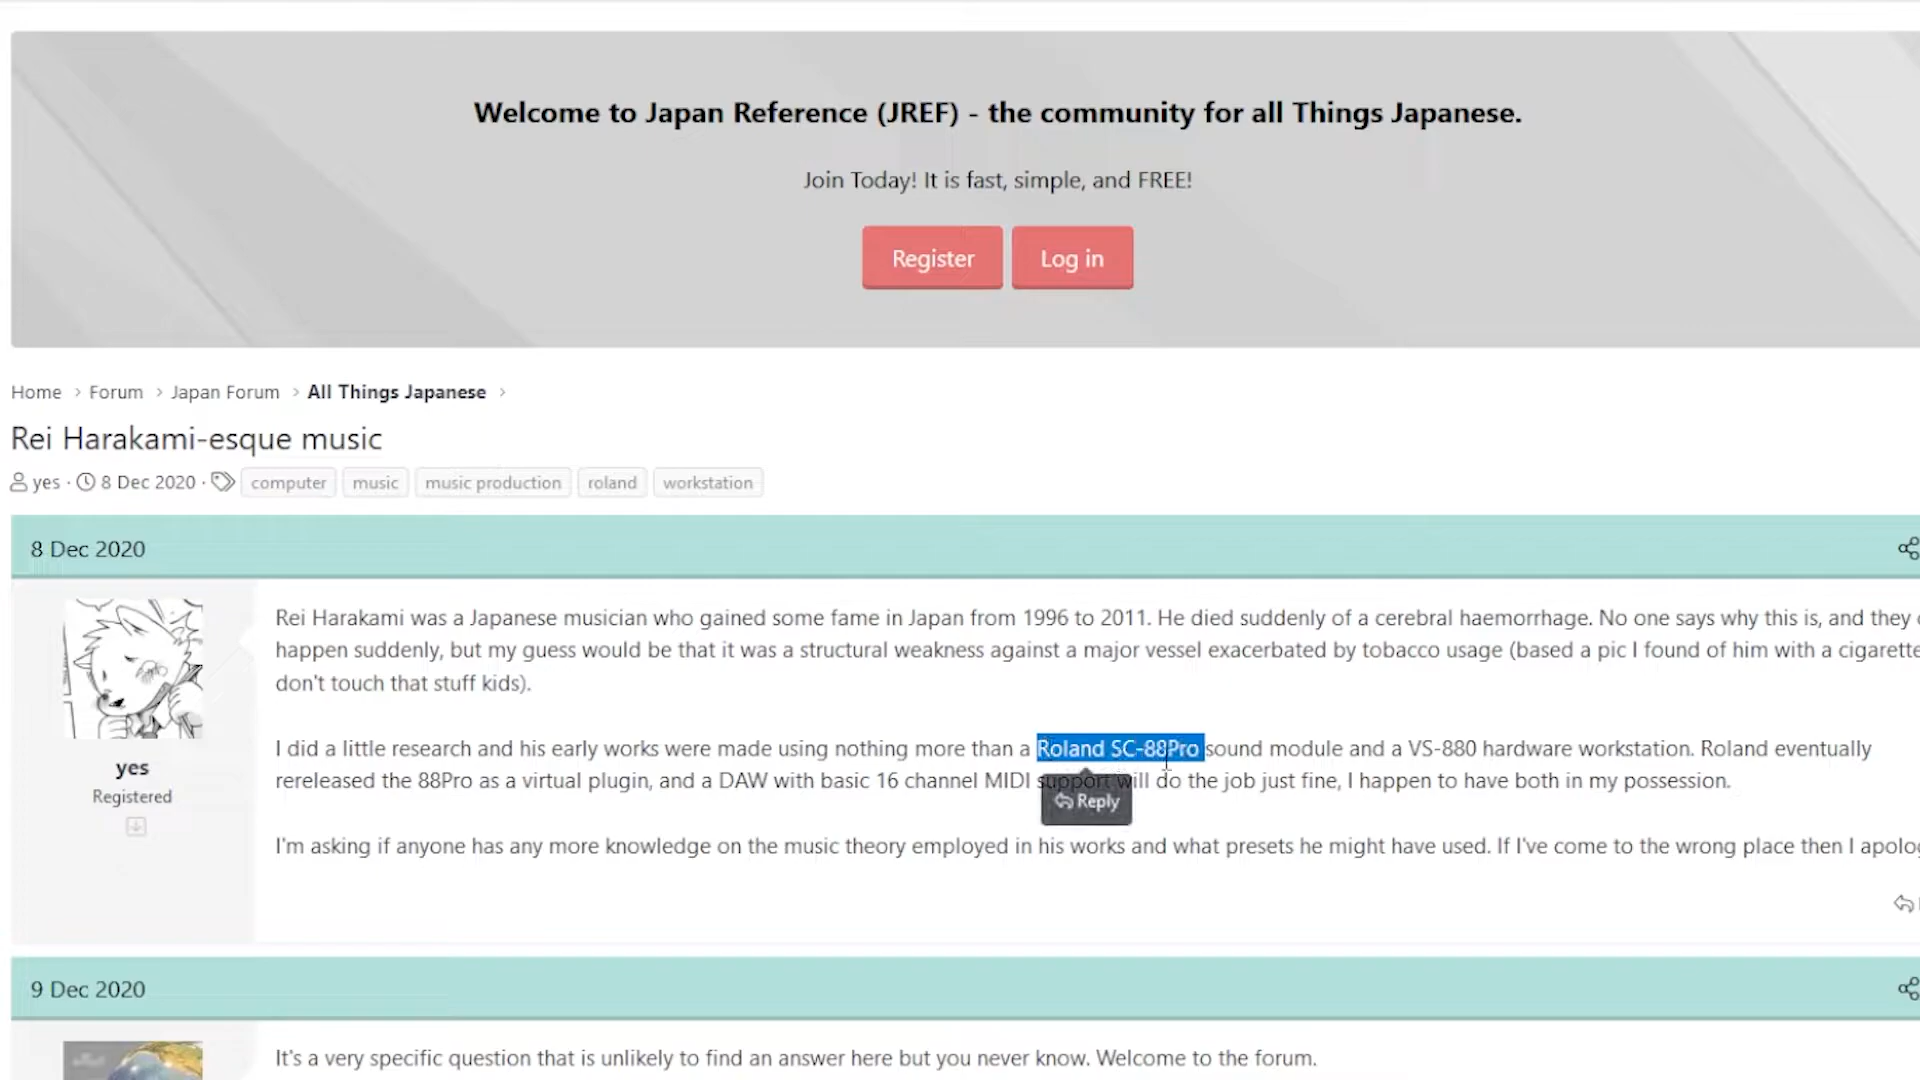 Welcome to Japan Reference (JREF) - the community for all Things Japanese.
Join Today! It is fast, simple, and FREE!
Register Log in
Home > Forum > Japan Forum > All Things Japanese >
Rei Harakami-esque music
yes · 8 Dec 2020 · computer music music production roland workstation
8 Dec 2020
Rei Harakami was a Japanese musician who gained some fame in Japan from 1996 to 2011. He died suddenly of a cerebral haemorrhage. No one says why this is, and they
happen suddenly, but my guess would be that it was a structural weakness against a major vessel exacerbated by tobacco usage (based a pic I found of him with a cigarette
don't touch that stuff kids).
I did a little research and his early works were made using nothing more than a Roland SC-88Pro sound module and a VS-880 hardware workstation. Roland eventually
rereleased the 88Pro as a virtual plugin, and a DAW with basic 16 channel MIDI support will do the job just fine, I happen to have both in my possession.
Reply
I'm asking if anyone has any more knowledge on the music theory employed in his works and what presets he might have used. If I've come to the wrong place then I apolog
yes
Registered
9 Dec 2020
It's a very specific question that is unlikely to find an answer here but you never know. Welcome to the forum.